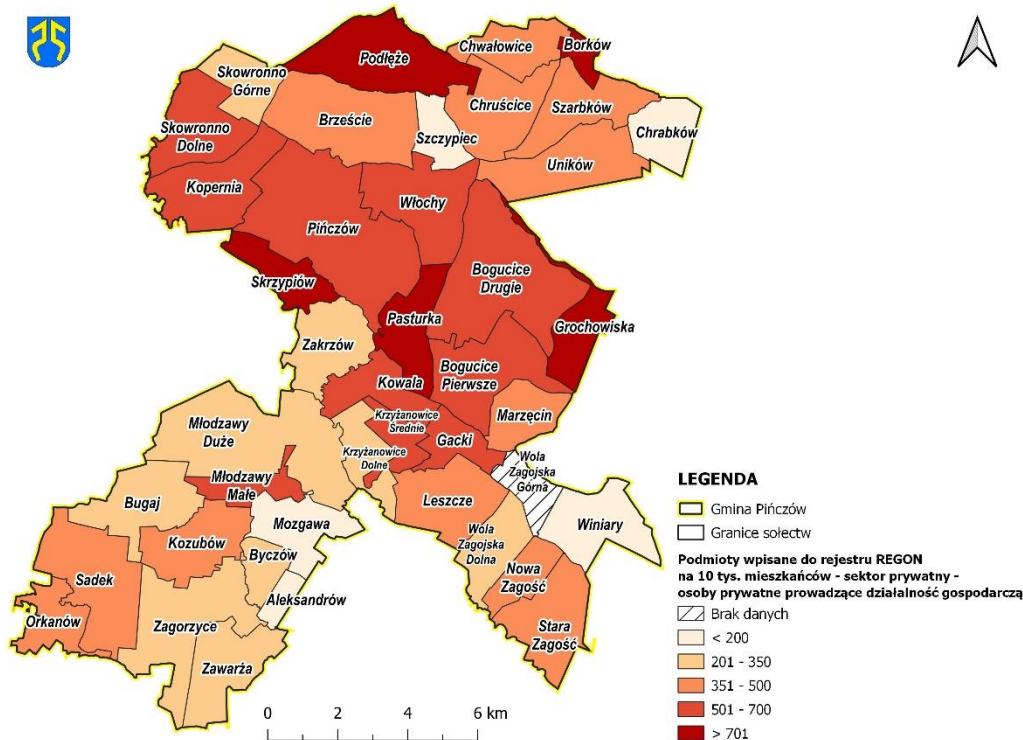 Podłęże
Chwałowice
Borków
Skowronno
Górne
Brzeście
Szczypiec
Chruścice
Szarbków
Chrabków
Skowronno
Dolne
Uników
Kopernia
Włochy
Pińczów
Skrzypiów
Bogucice
Drugie
Pasturka
Grochowiska
Zakrzów
Bogucice
Pierwsze
Kowala
Krzyżanowice
Średnie
Marzęcin
Gacki
Młodzawy
Duże
Krzyżanowice
Dolne
Wola
Zagojska
Górna
Młodzawy
Małe
Bugaj
Leszcze
Mozgawa
Winiary
Kozubów
Byczów
Wola
Zagojska
Dolna
Nowa
Zagość
Sadek
Aleksandrów
Orkanów
Zagorzyce
Stara
Zagość
Zawarża
0 2 4 6 km
LEGENDA
Gmina Pińczów
Granice sołectw
Podmioty wpisane do rejestru REGON
na 10 tys. mieszkańców - sektor prywatny -
osoby prywatne prowadzące działalność gospodarczą
Brak danych
< 200
201 - 350
351 - 500
501 - 700
> 701